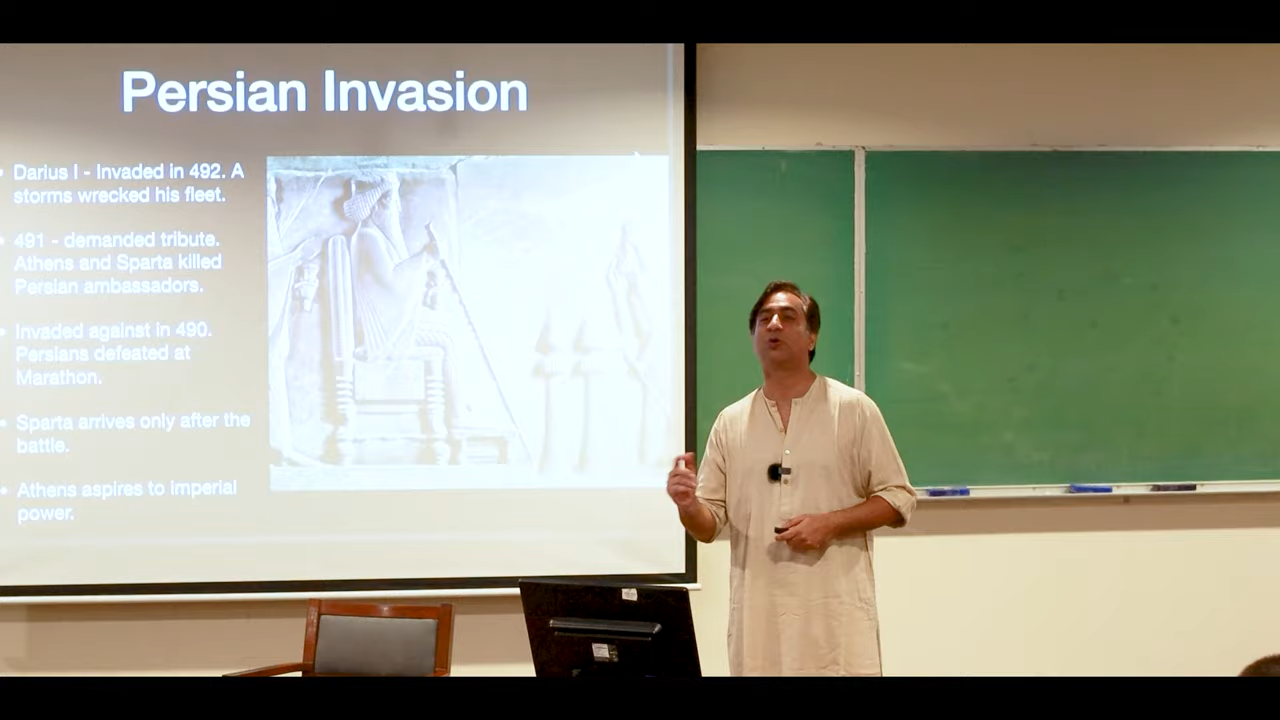 Persian Invasion
• Darius I - Invaded in 492. A
storms wrecked his fleet.
• 491 - demanded tribute.
Athens and Sparta killed
Persian ambassadors.
• Invaded against in 490.
Persians defeated at
Marathon.
• Sparta arrives only after the
battle.
• Athens aspires to imperial
power.